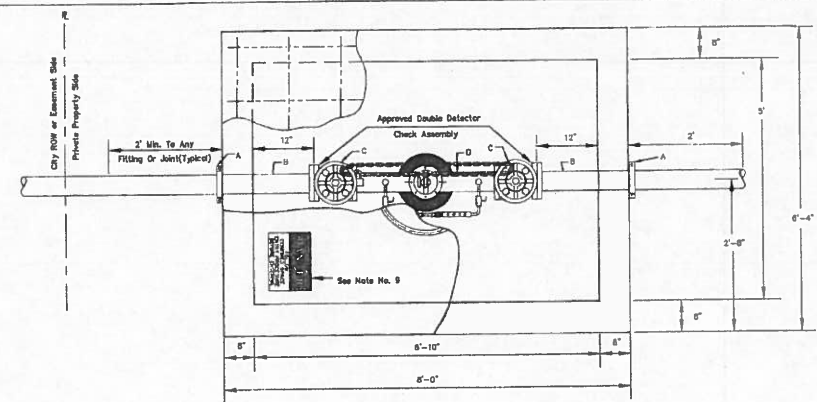 ℞
City ROW or Easement Side
Private Property Side
2' Min. To Any
Fitting Or Joint(Typical)
A
B
12"
C
Approved Double Detector
Check Assembly
D
C
12"
B
2'
A
8"
5'
6'-4"
2'-8"
8"
See Note No. 9
8"
6'-10"
8"
8'-0"